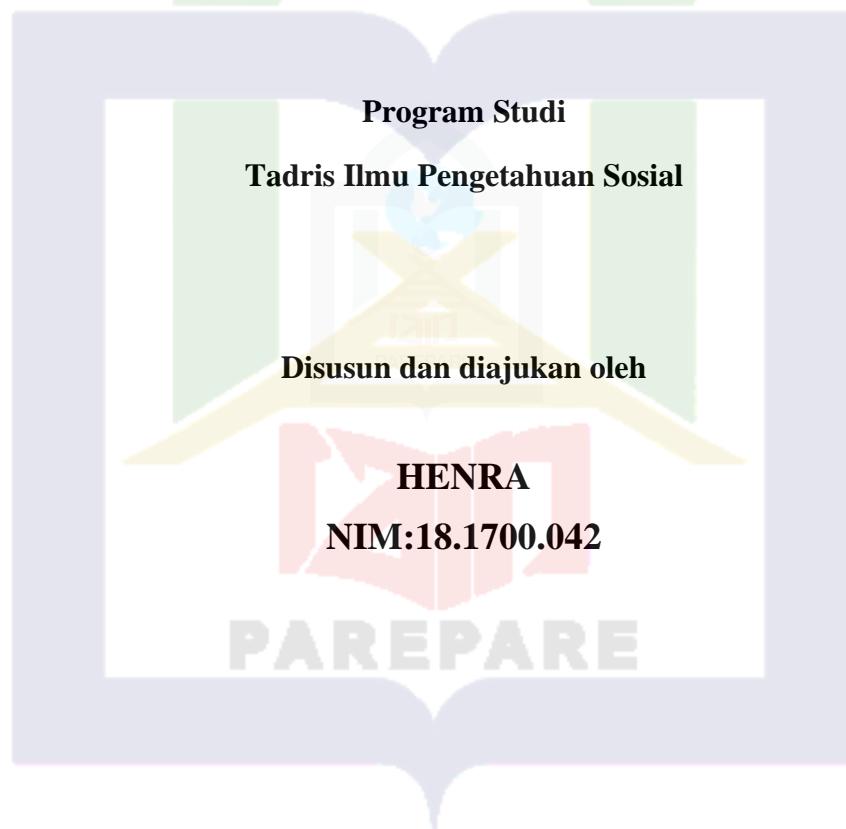 Program Studi
Tadris Ilmu Pengetahuan Sosial
Disusun dan diajukan oleh
HENRA
NIM:18.1700.042
PAREPARE